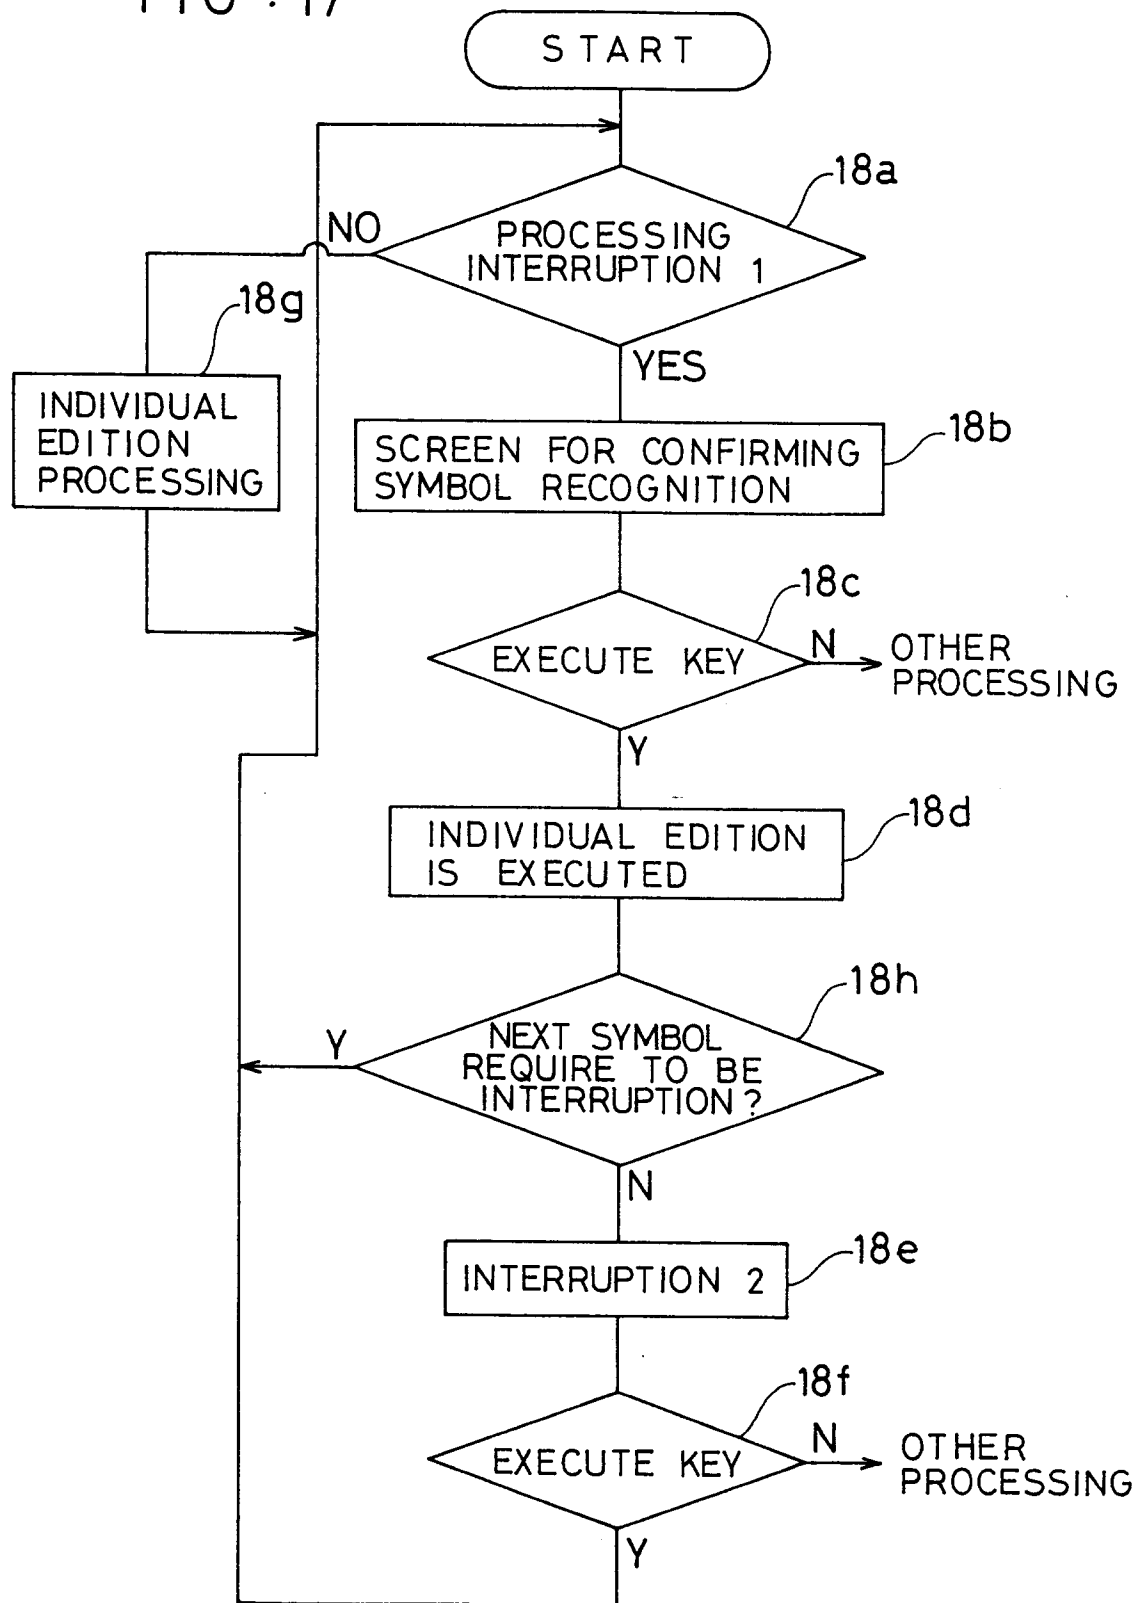 FIG. 17
START
18a
NO
PROCESSING
INTERRUPTION 1
18g
YES
INDIVIDUAL
EDITION
PROCESSING
18b
SCREEN FOR CONFIRMING
SYMBOL RECOGNITION
18c
EXECUTE KEY
N
OTHER
PROCESSING
Y
18d
INDIVIDUAL EDITION
IS EXECUTED
18h
Y
NEXT SYMBOL
REQUIRE TO BE
INTERRUPTION?
N
18e
INTERRUPTION 2
18f
EXECUTE KEY
N
OTHER
PROCESSING
Y